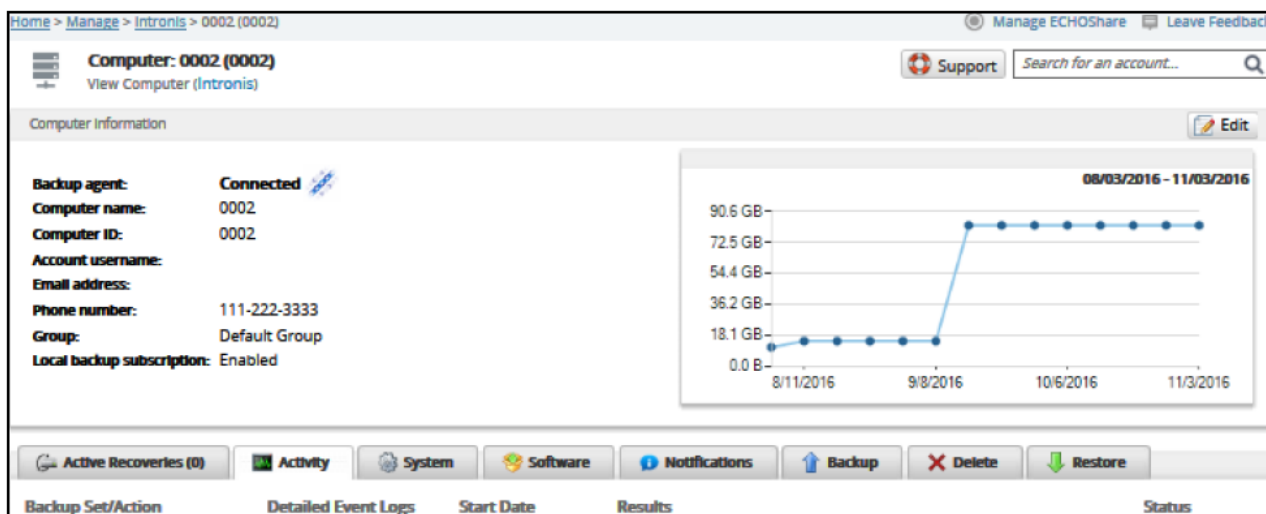 Home > Manage > Intronis > 0002 (0002)
Manage ECHOShare
Leave Feedback
Computer: 0002 (0002)
View Computer (Intronis)
Support
Search for an account...
Computer Information
Edit
Backup agent: Connected
Computer name: 0002
Computer ID: 0002
Account username:
Email address:
Phone number: 111-222-3333
Group: Default Group
Local backup subscription: Enabled
08/03/2016 - 11/03/2016
90.6 GB
72.5 GB
54.4 GB
36.2 GB
18.1 GB
0.0 B
8/11/2016 9/8/2016 10/6/2016 11/3/2016
Active Recoveries (0) Activity System Software Notifications Backup Delete Restore
Backup Set/Action Detailed Event Logs Start Date Results Status